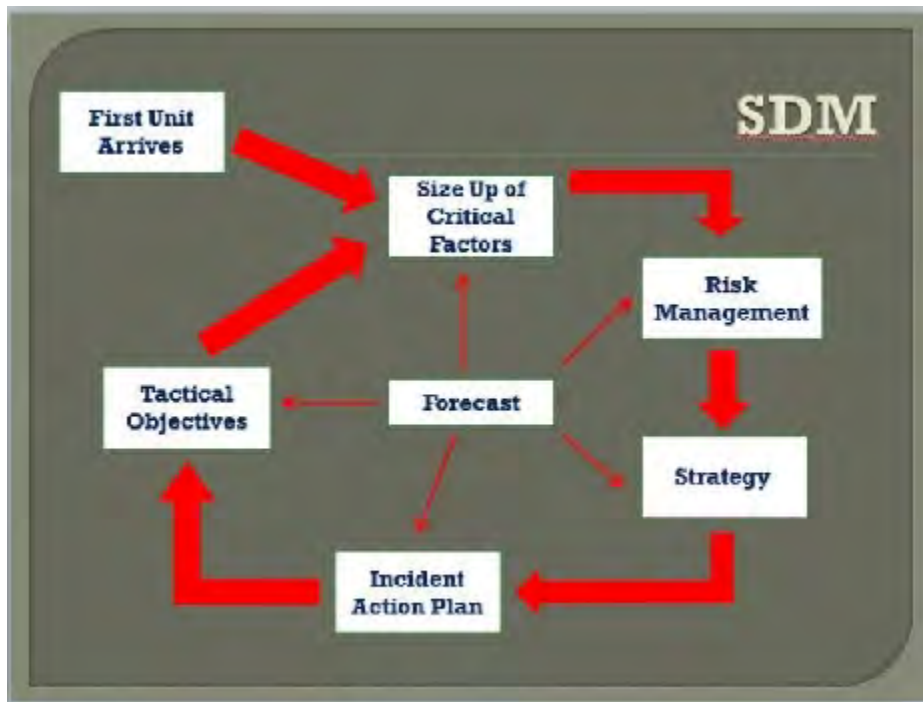 SDM
First Unit
Arrives
Size Up of
Critical
Factors
Risk
Management
Tactical
Objectives
Forecast
Strategy
Incident
Action Plan